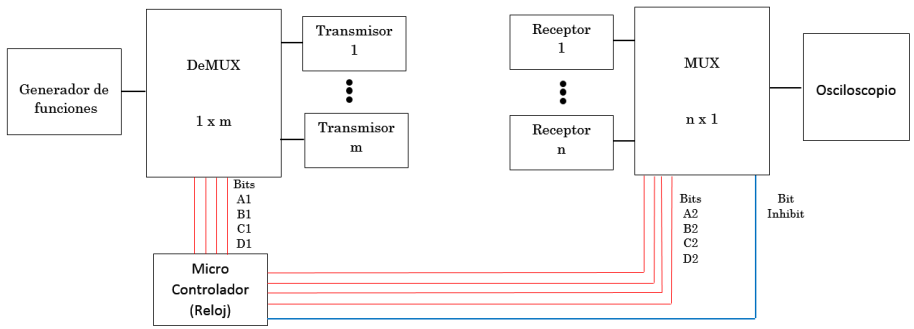 Generador de
funciones
DeMUX
1 x m
Transmisor
1
Transmisor
m
Receptor
1
Receptor
n
MUX
n x 1
Osciloscopio
Bits
A1
B1
C1
D1
Bits
A2
B2
C2
D2
Bit
Inhibit
Micro
Controlador
(Reloj)